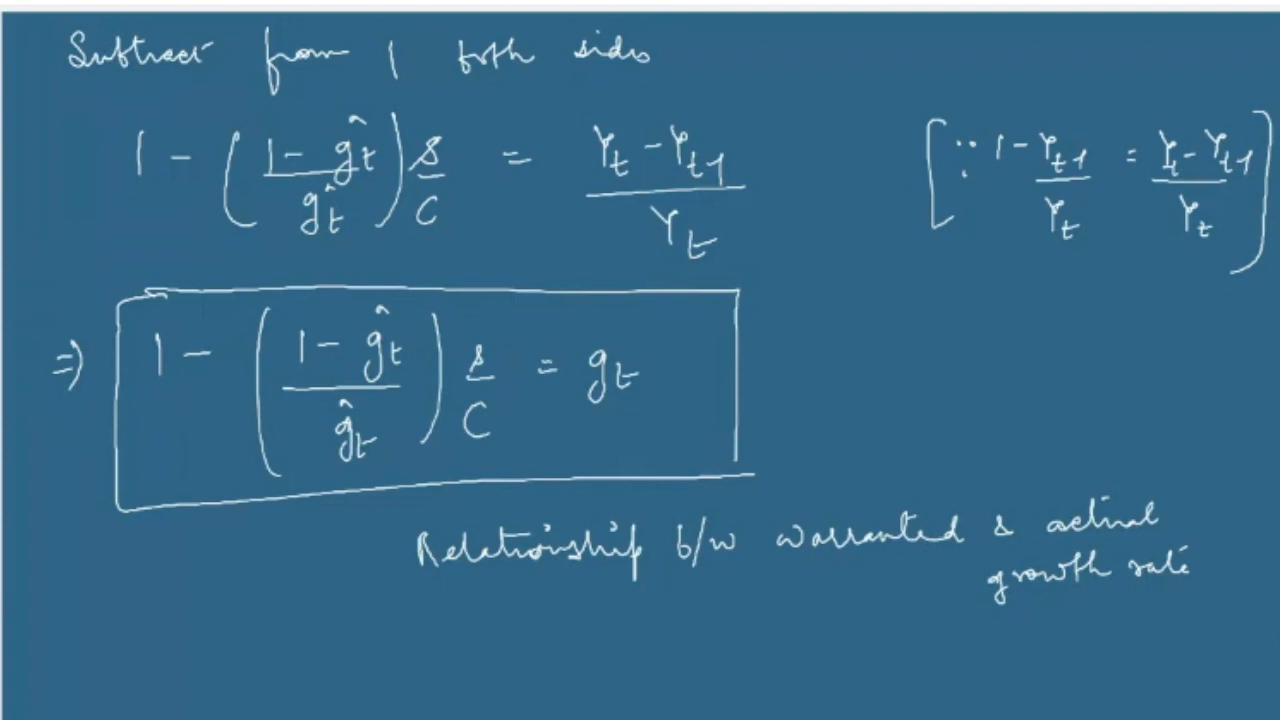 Subtract from 1 both sides
1 - ( (1 - ĝt) / ĝt ) s/C = (Yt - Yt-1) / Yt [ ∵ 1 - Yt-1 / Yt = (Yt - Yt-1) / Yt ]
⇒ 1 - ( (1 - ĝt) / ĝt ) s/C = gt
Relationship b/w warranted & actual
growth rate